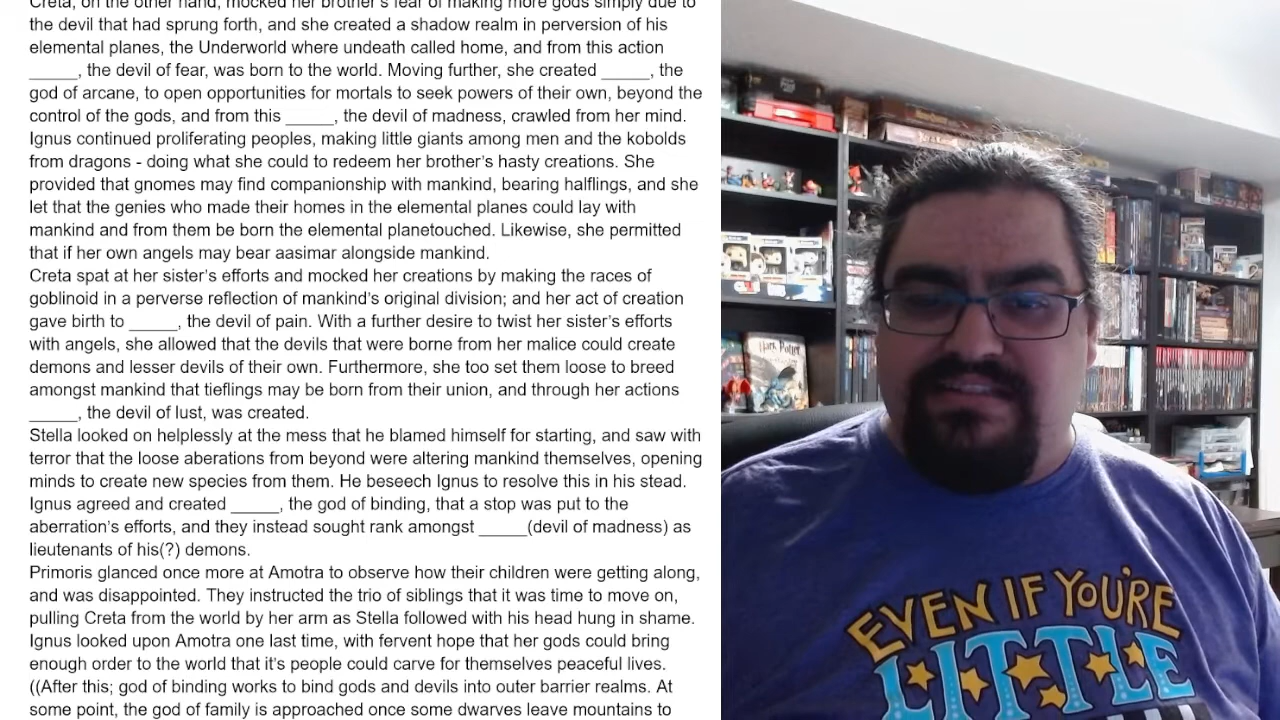 Creta, on the other hand, mocked her brother's fear of making more gods simply due to
the devil that had sprung forth, and she created a shadow realm in perversion of his
elemental planes, the Underworld where undeath called home, and from this action
_____, the devil of fear, was born to the world. Moving further, she created _____, the
god of arcane, to open opportunities for mortals to seek powers of their own, beyond the
control of the gods, and from this _____, the devil of madness, crawled from her mind.
Ignus continued proliferating peoples, making little giants among men and the kobolds
from dragons - doing what she could to redeem her brother's hasty creations. She
provided that gnomes may find companionship with mankind, bearing halflings, and she
let that the genies who made their homes in the elemental planes could lay with
mankind and from them be born the elemental planetouched. Likewise, she permitted
that if her own angels may bear aasimar alongside mankind.
Creta spat at her sister's efforts and mocked her creations by making the races of
goblinoid in a perverse reflection of mankind's original division; and her act of creation
gave birth to _____, the devil of pain. With a further desire to twist her sister's efforts
with angels, she allowed that the devils that were borne from her malice could create
demons and lesser devils of their own. Furthermore, she too set them loose to breed
amongst mankind that tieflings may be born from their union, and through her actions
_____, the devil of lust, was created.
Stella looked on helplessly at the mess that he blamed himself for starting, and saw with
terror that the loose aberations from beyond were altering mankind themselves, opening
minds to create new species from them. He beseech Ignus to resolve this in his stead.
Ignus agreed and created _____, the god of binding, that a stop was put to the
aberration's efforts, and they instead sought rank amongst _____(devil of madness) as
lieutenants of his(?) demons.
Primoris glanced once more at Amotra to observe how their children were getting along,
and was disappointed. They instructed the trio of siblings that it was time to move on,
pulling Creta from the world by her arm as Stella followed with his head hung in shame.
Ignus looked upon Amotra one last time, with fervent hope that her gods could bring
enough order to the world that it's people could carve for themselves peaceful lives.
((After this; god of binding works to bind gods and devils into outer barrier realms. At
some point, the god of family is approached once some dwarves leave mountains to
Harry Potter
EVEN IF YOU'RE
LITTLE